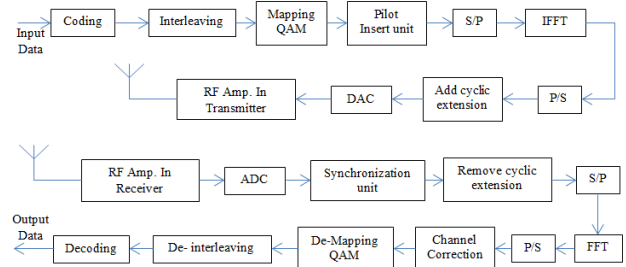 Input
Data
Coding
Interleaving
Mapping
QAM
Pilot
Insert unit
S/P
IFFT
RF Amp. In
Transmitter
DAC
Add cyclic
extension
P/S
RF Amp. In
Receiver
ADC
Synchronization
unit
Remove cyclic
extension
S/P
Output
Data
Decoding
De- interleaving
De-Mapping
QAM
Channel
Correction
P/S
FFT